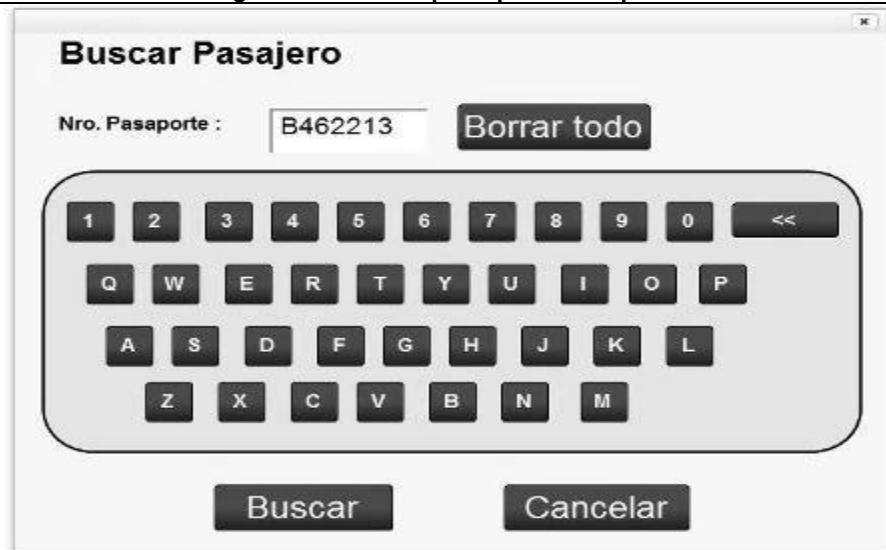 Buscar Pasajero
Nro. Pasaporte : B462213 Borrar todo
1 2 3 4 5 6 7 8 9 0 <<
Q W E R T Y U I O P
A S D F G H J K L
Z X C V B N M
Buscar Cancelar